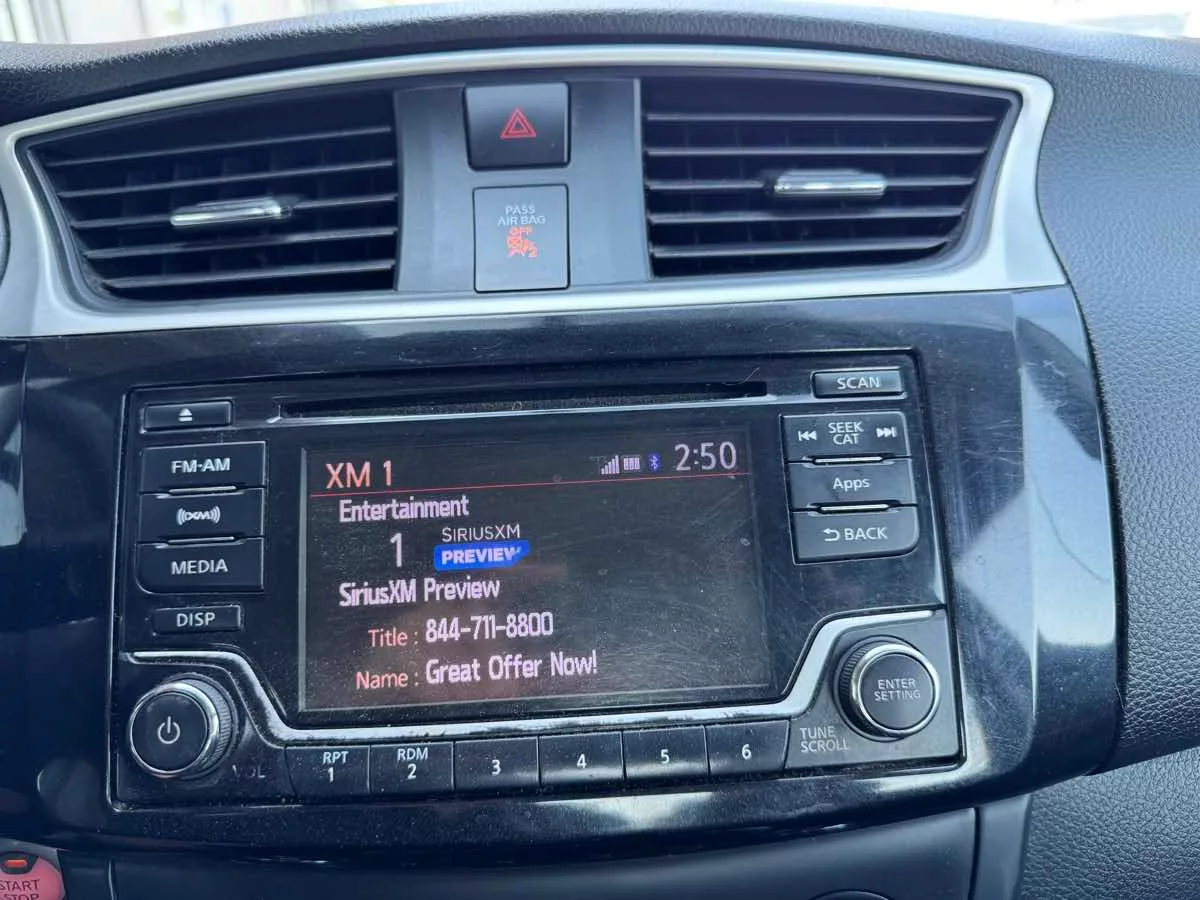 PASS
AIR BAG
OFF
2
SCAN
FM-AM
((XM))
MEDIA
DISP
XM 1
2:50
Entertainment
1
SIRIUSXM
PREVIEW
SiriusXM Preview
Title : 844-711-8800
Name : Great Offer Now!
SEEK
CAT
Apps
BACK
ENTER
SETTING
TUNE
SCROLL
VOL
RPT
1
RDM
2
3
4
5
6
START
STOP